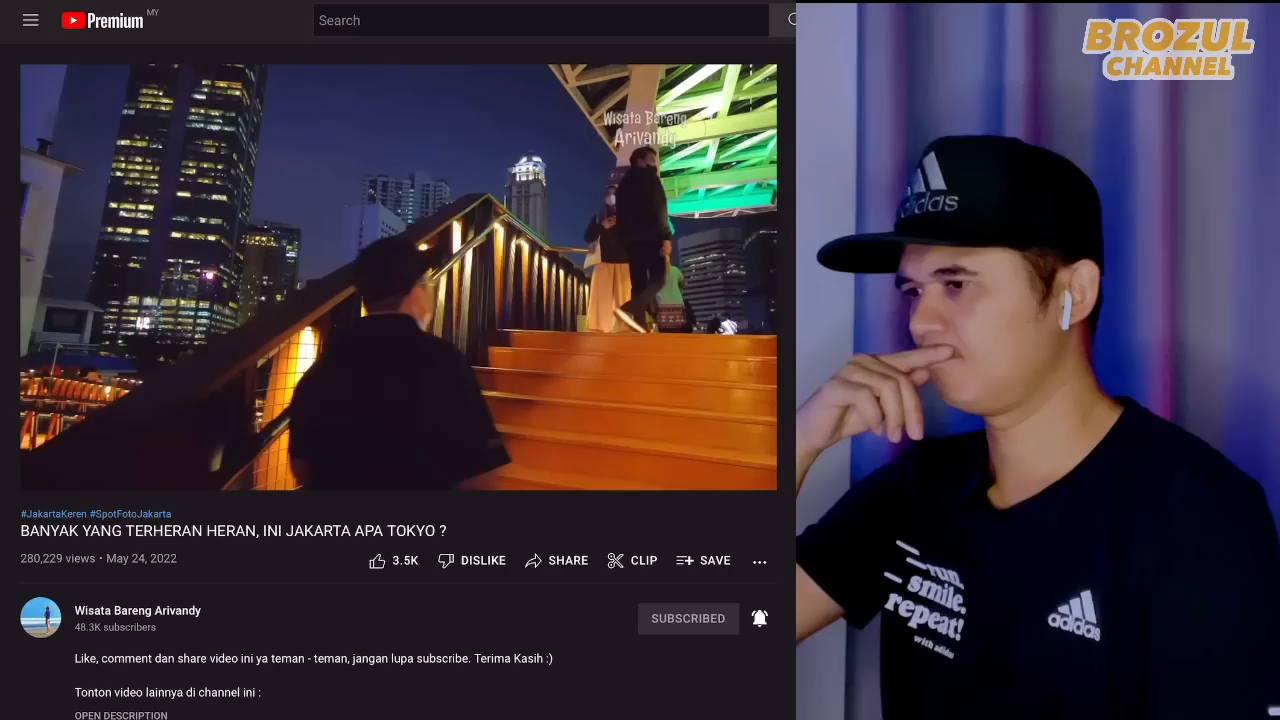 Premium MY
Search
BROZUL
CHANNEL
Wisata Bareng
Arivandy
adidas
#JakartaKeren #SpotFotoJakarta
BANYAK YANG TERHERAN HERAN, INI JAKARTA APA TOKYO ?
280,229 views • May 24, 2022
3.5K DISLIKE SHARE CLIP SAVE
Wisata Bareng Arivandy
48.3K subscribers
SUBSCRIBED
Like, comment dan share video ini ya teman - teman, jangan lupa subscribe. Terima Kasih :)
Tonton video lainnya di channel ini :
OPEN DESCRIPTION
run.
smile.
repeat!
with adidas
adidas